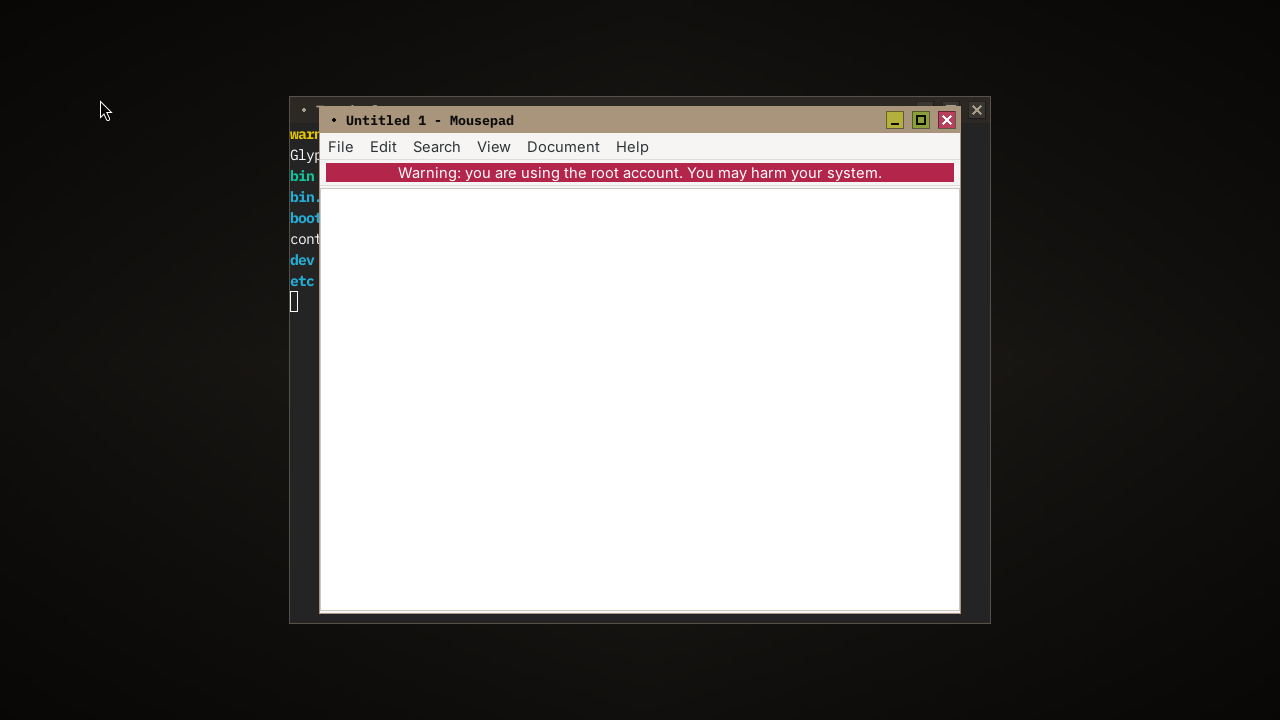 Untitled 1 - Mousepad
File Edit Search View Document Help
Warning: you are using the root account. You may harm your system.
bin
boot
dev
etc